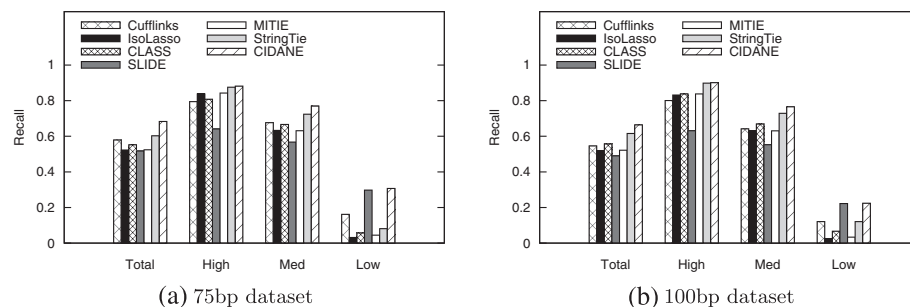 Cufflinks
IsoLasso
CLASS
SLIDE
MITIE
StringTie
CIDANE
Recall
1
0.8
0.6
0.4
0.2
0
Total High Med Low
(a) 75bp dataset
Cufflinks
IsoLasso
CLASS
SLIDE
MITIE
StringTie
CIDANE
Recall
1
0.8
0.6
0.4
0.2
0
Total High Med Low
(b) 100bp dataset